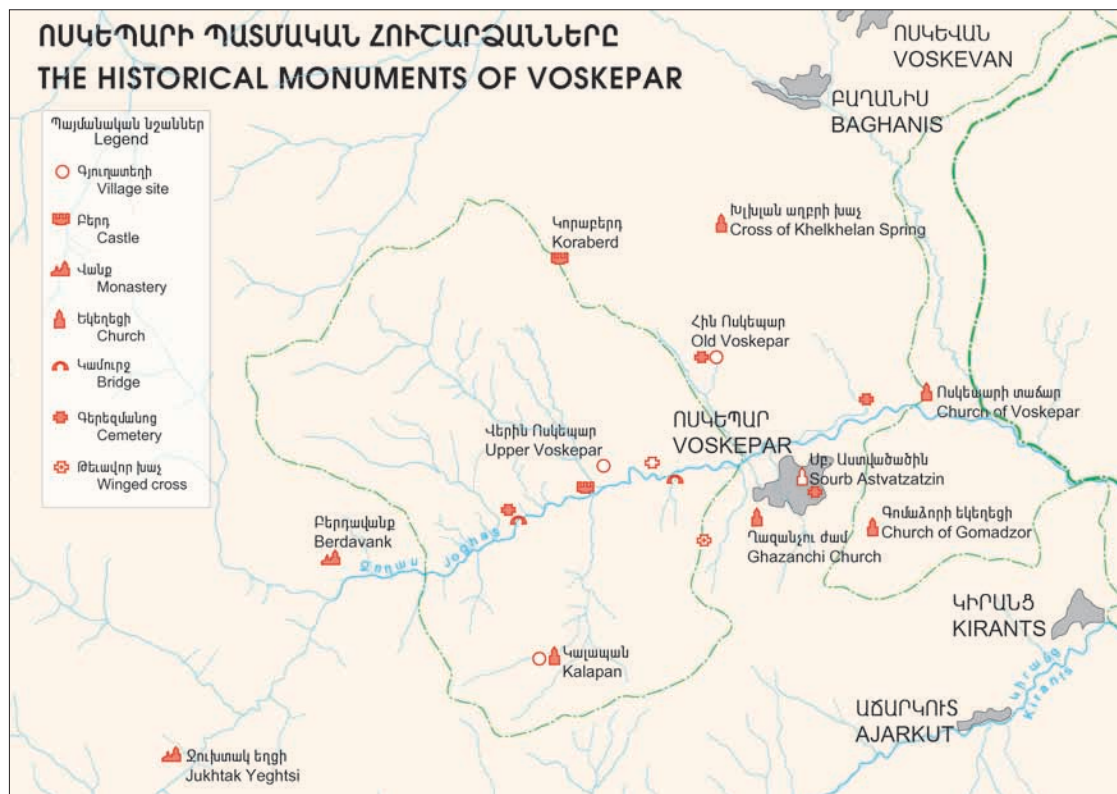 ՈՍԿԵՊԱՐԻ ՊԱՏՄԱԿԱՆ ՀՈՒՇԱՐՁԱՆՆԵՐԸ
THE HISTORICAL MONUMENTS OF VOSKEPAR
Պայմանական նշաններ
Legend
Գյուղատեղի
Village site
Բերդ
Castle
Վանք
Monastery
Եկեղեցի
Church
Կամուրջ
Bridge
Գերեզմանոց
Cemetery
Թեւավոր խաչ
Winged cross
ՈՍԿԵՎԱՆ
VOSKEVAN
ԲԱՂԱՆԻՍ
BAGHANIS
Խլխլան աղբրի խաչ
Cross of Khelkhelan Spring
Կորաբերդ
Koraberd
Հին Ոսկեպար
Old Voskepar
Ոսկեպարի տաճար
Church of Voskepar
ՈՍԿԵՊԱՐ
VOSKEPAR
Վերին Ոսկեպար
Upper Voskepar
Սբ. Աստվածածին
Sourb Astvatzatzin
Գոմաձորի եկեղեցի
Church of Gomadzor
Ղազանչու ժամ
Ghazanchi Church
Բերդավանք
Berdavank
Ջողաս Joghas
ԿԻՐԱՆՑ
KIRANTS
Կալապան
Kalapan
Կիրանց
Kiranis
ԱՃԱՐԿՈՒՏ
AJARKUT
Ջուխտակ եղցի
Jukhtak Yeghtsi